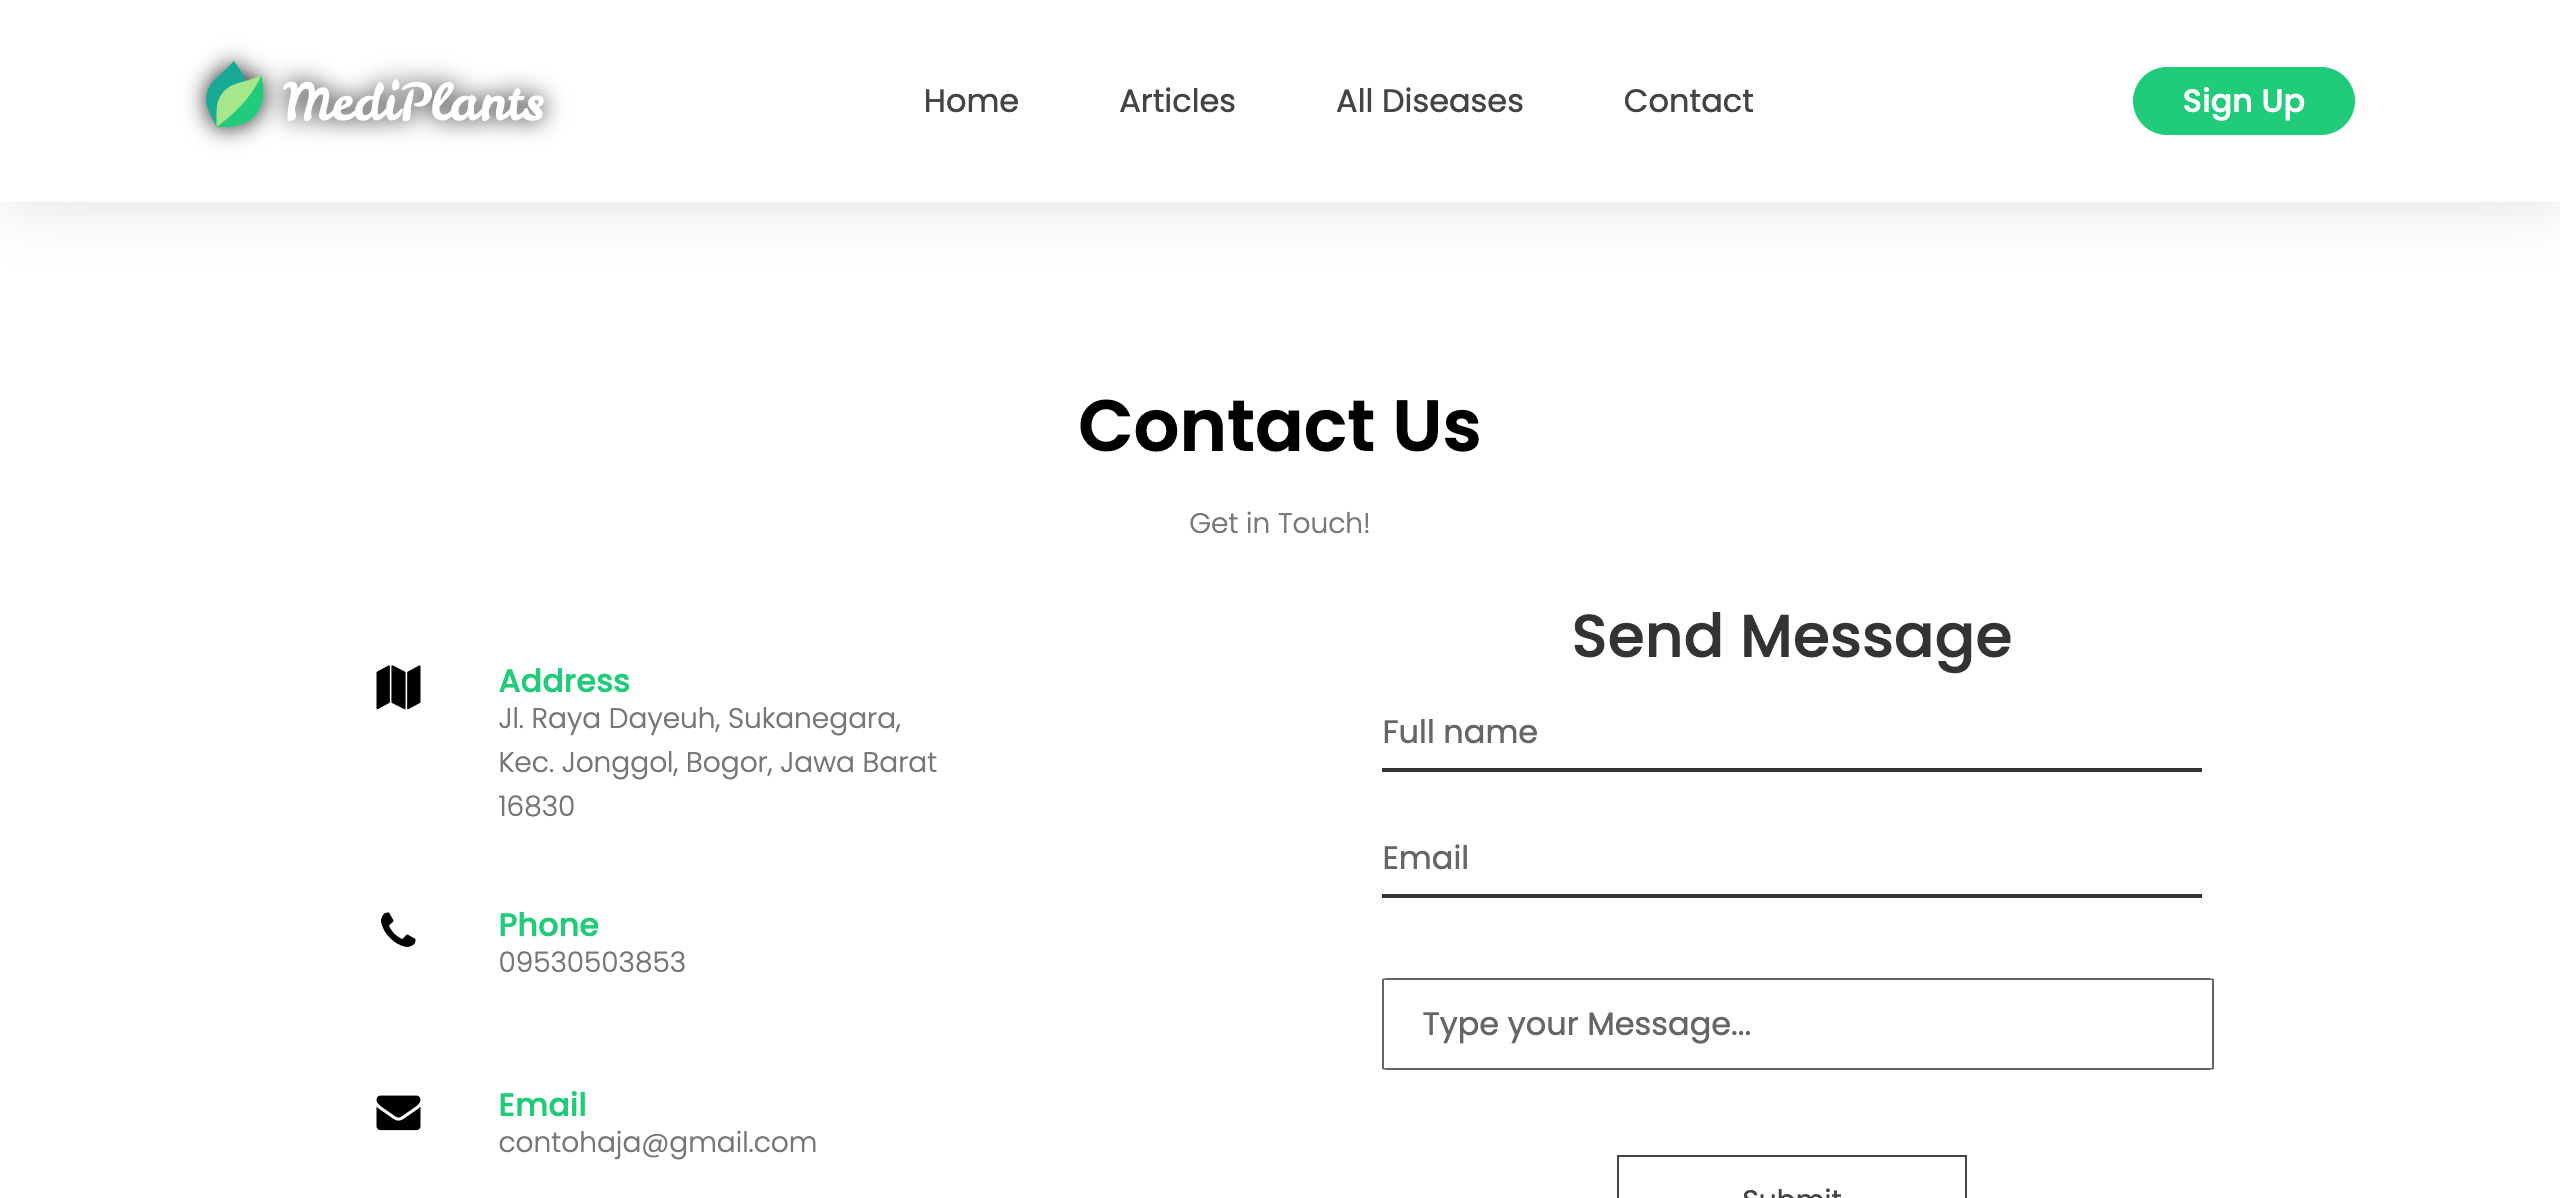 MediPlants
Home
Articles
All Diseases
Contact
Sign Up
Contact Us
Get in Touch!
Address
Jl. Raya Dayeuh, Sukanegara,
Kec. Jonggol, Bogor, Jawa Barat
16830
Phone
09530503853
Email
contohaja@gmail.com
Send Message
Full name
Email
Type your Message...
Submit